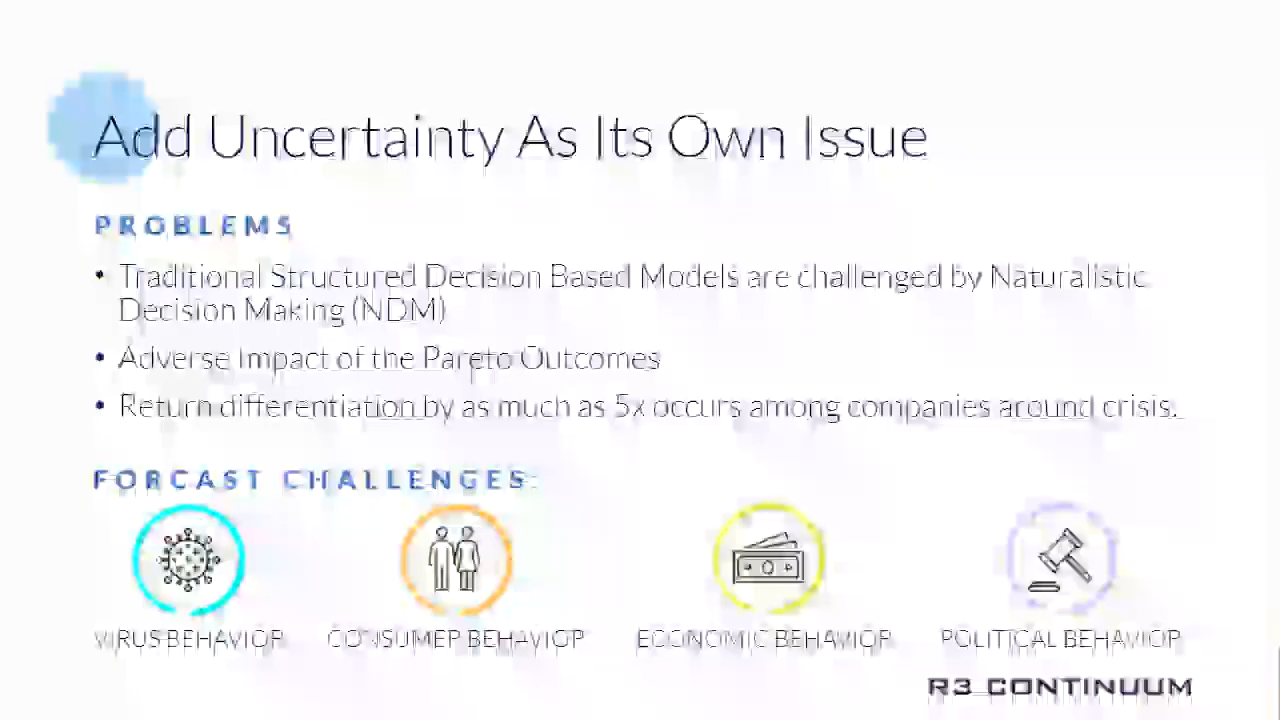 Add Uncertainty As Its Own Issue
PROBLEMS
• Traditional Structured Decision Based Models are challenged by Naturalistic
Decision Making (NDM)
• Adverse Impact of the Pareto Outcomes
• Return differentiation by as much as 5x occurs among companies around crisis.
FORCAST CHALLENGES:
VIRUS BEHAVIOR
CONSUMER BEHAVIOR
ECONOMIC BEHAVIOR
POLITICAL BEHAVIOR
R3 CONTINUUM